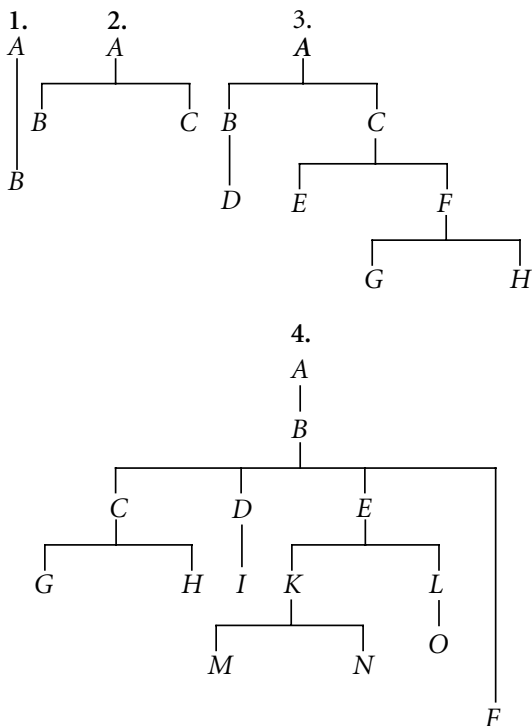 1. 2. 3.
A A A
B C B C
B
D E F
G H
4.
A
B
C D E
G H I K L
M N O
F